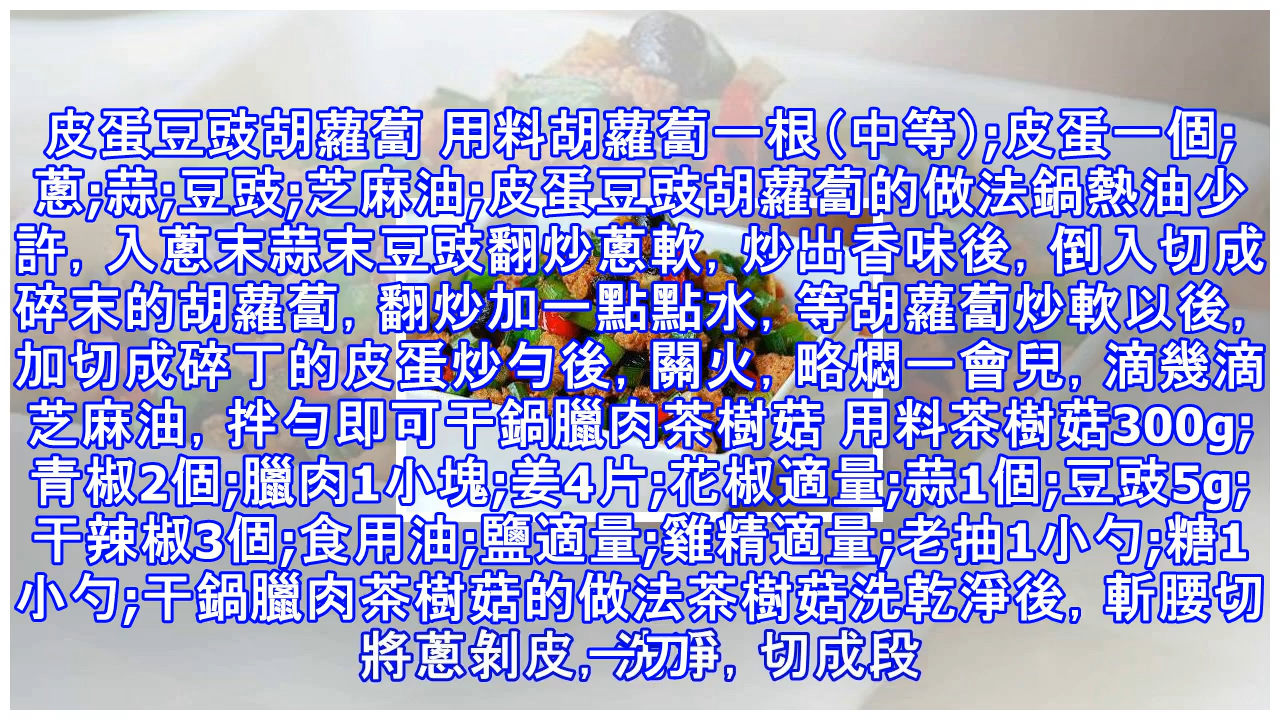 皮蛋豆豉胡蘿蔔 用料胡蘿蔔一根(中等);皮蛋一個;
蔥;蒜;豆豉;芝麻油;皮蛋豆豉胡蘿蔔的做法鍋熱油少
許, 入蔥末蒜末豆豉翻炒蔥軟, 炒出香味後, 倒入切成
碎末的胡蘿蔔, 翻炒加一點點水, 等胡蘿蔔炒軟以後,
加切成碎丁的皮蛋炒勻後, 關火, 略燜一會兒, 滴幾滴
芝麻油, 拌勻即可干鍋臘肉茶樹菇 用料茶樹菇300g;
青椒2個;臘肉1小塊;姜4片;花椒適量;蒜1個;豆豉5g;
干辣椒3個;食用油;鹽適量;雞精適量;老抽1小勺;糖1
小勺;干鍋臘肉茶樹菇的做法茶樹菇洗乾淨後, 斬腰切
將蔥剝皮, 切成段